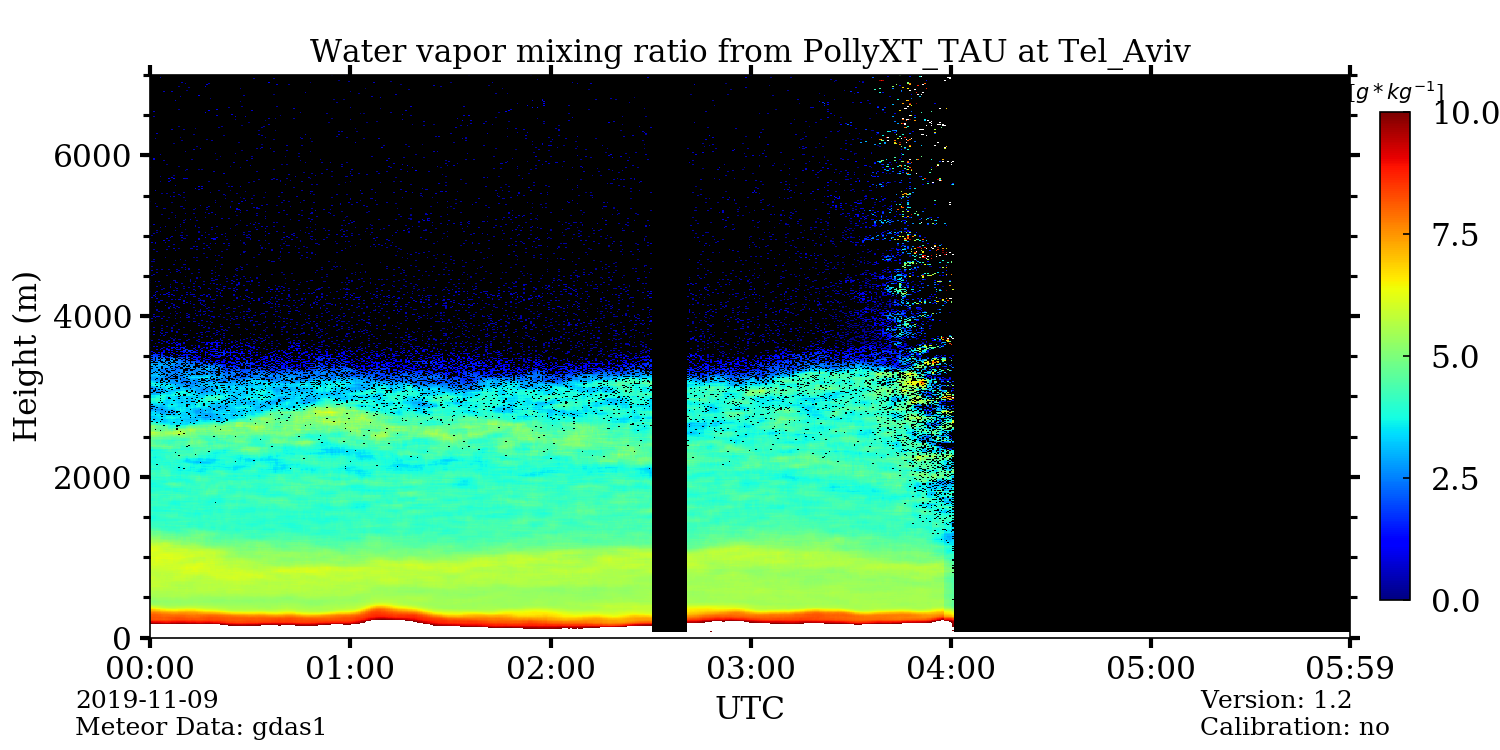 Water vapor mixing ratio from PollyXT_TAU at Tel_Aviv
[g * kg⁻¹]
10.0
7.5
5.0
2.5
0.0
Height (m)
6000
4000
2000
0
00:00 01:00 02:00 03:00 04:00 05:00 05:59
UTC
2019-11-09
Meteor Data: gdas1
Version: 1.2
Calibration: no